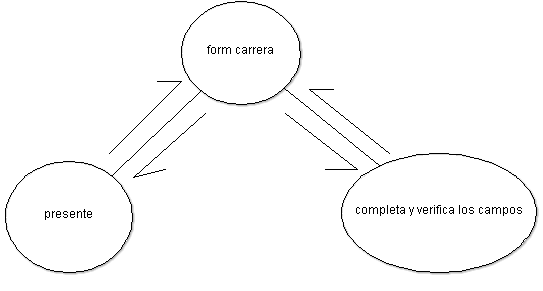 form carrera
presente
completa y verifica los campos